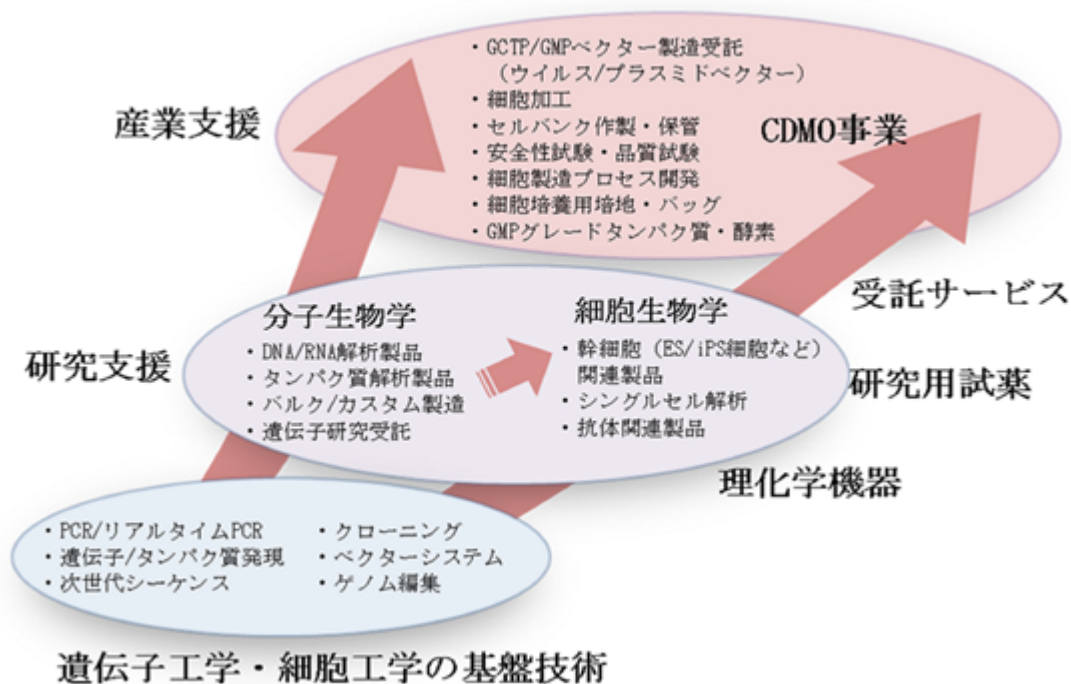 ・GCTP/GMPベクター製造受託
（ウイルス/プラスミドベクター）
・細胞加工
・セルバンク作製・保管
・安全性試験・品質試験
・細胞製造プロセス開発
・細胞培養用培地・バッグ
・GMPグレードタンパク質・酵素
産業支援
CDMO事業
受託サービス
分子生物学
・DNA/RNA解析製品
・タンパク質解析製品
・バルク/カスタム製造
・遺伝子研究受託
細胞生物学
・幹細胞（ES/iPS細胞など）
関連製品
・シングルセル解析
・抗体関連製品
研究支援
研究用試薬
理化学機器
・PCR/リアルタイムPCR
・遺伝子/タンパク質発現
・次世代シーケンス
・クローニング
・ベクターシステム
・ゲノム編集
遺伝子工学・細胞工学の基盤技術